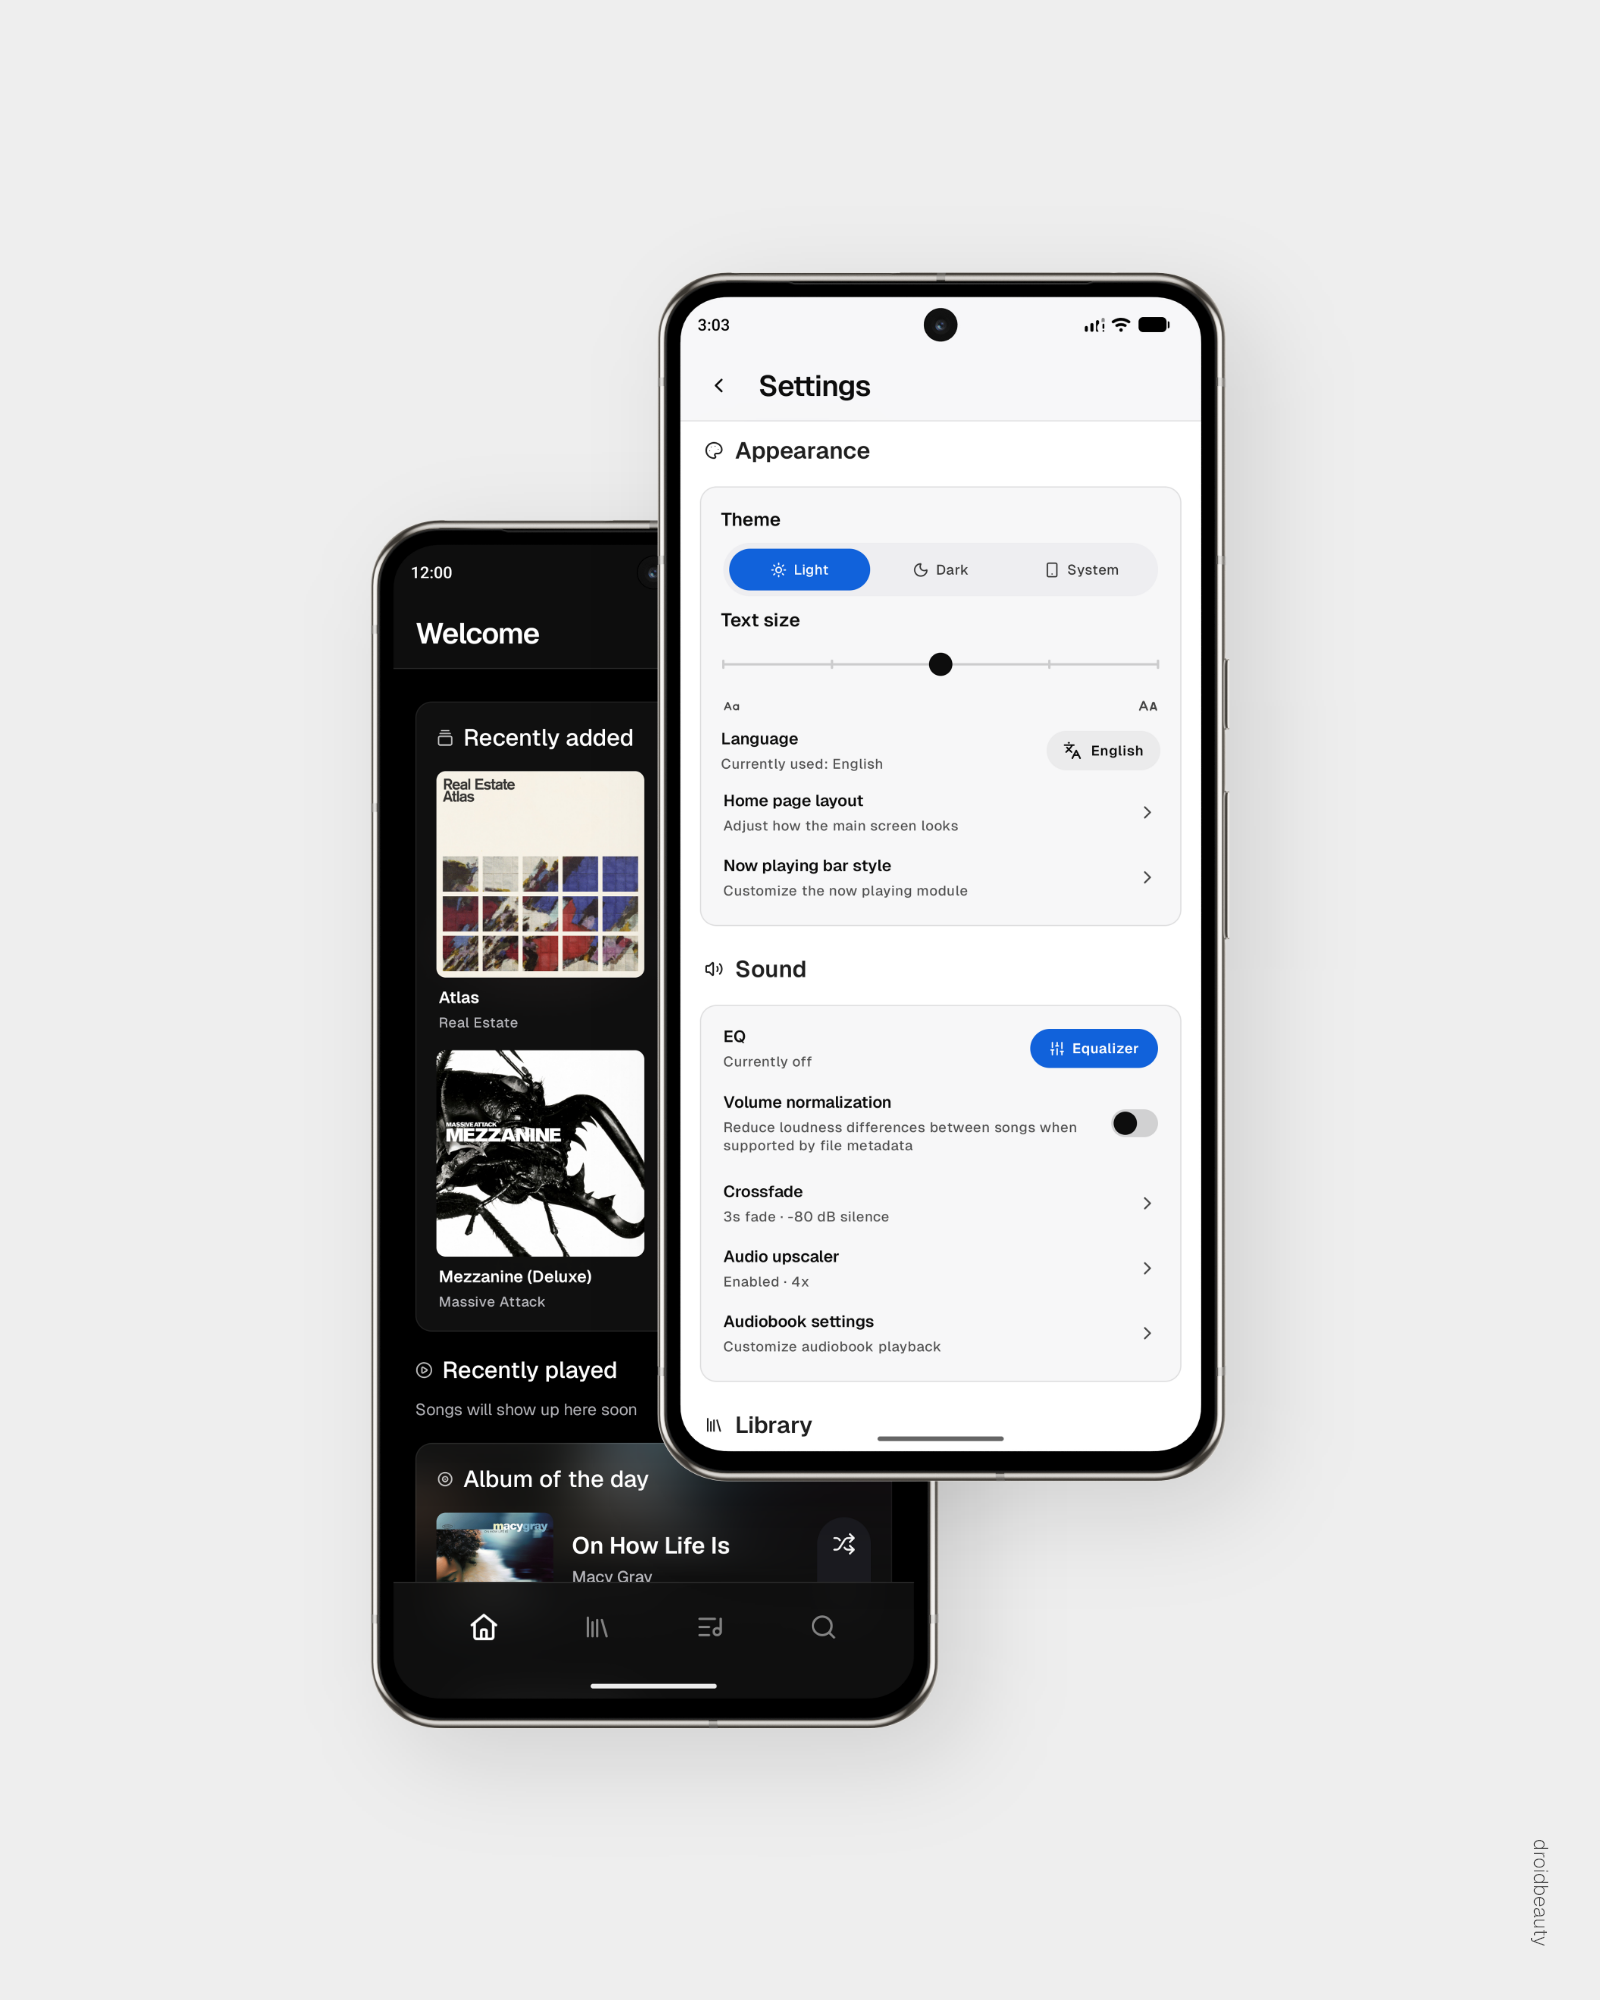 3:03
Settings
Appearance
Theme
Light
Dark
System
Text size
Aa
AA
Language
Currently used: English
English
Home page layout
Adjust how the main screen looks
Now playing bar style
Customize the now playing module
Sound
EQ
Currently off
Equalizer
Volume normalization
Reduce loudness differences between songs when
supported by file metadata
Crossfade
3s fade · -80 dB silence
Audio upscaler
Enabled · 4x
Audiobook settings
Customize audiobook playback
Library
12:00
Welcome
Recently added
Real Estate
Atlas
Atlas
Real Estate
MASSIVE ATTACK
MEZZANINE
Mezzanine (Deluxe)
Massive Attack
Recently played
Songs will show up here soon
Album of the day
macygray
On How Life Is
Macy Gray
droidbeauty